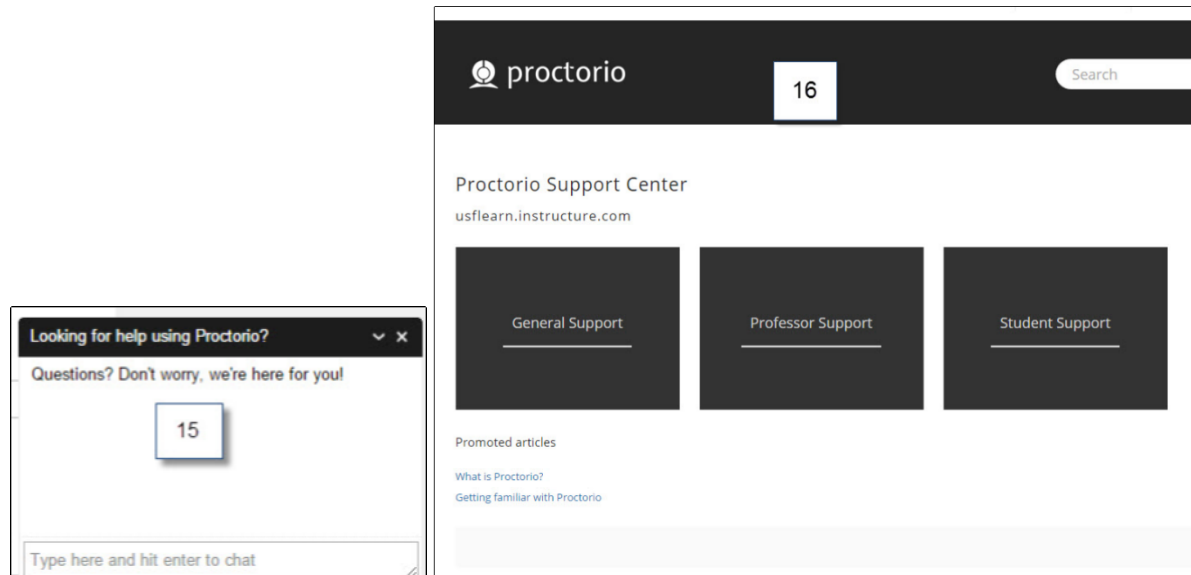 Looking for help using Proctorio?
Questions? Don't worry, we're here for you!
15
Type here and hit enter to chat
proctorio
16
Search
Proctorio Support Center
usflearn.instructure.com
General Support
Professor Support
Student Support
Promoted articles
What is Proctorio?
Getting familiar with Proctorio